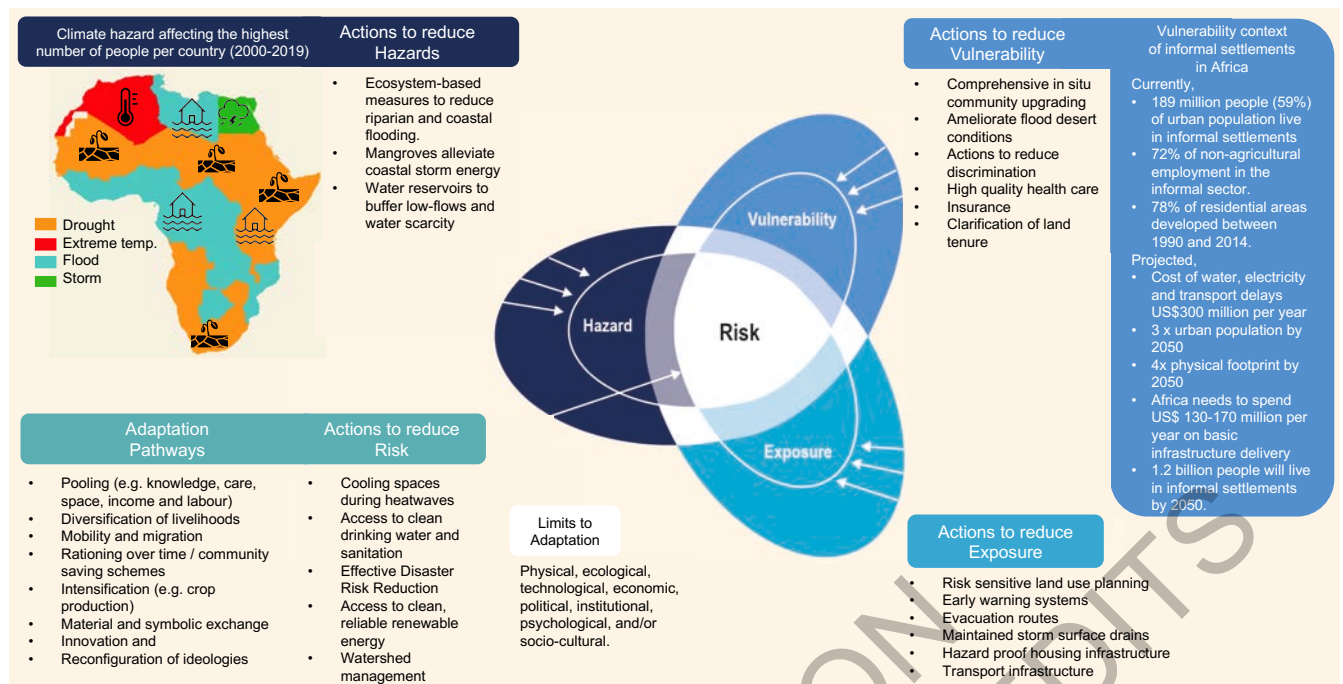 Climate hazard affecting the highest
number of people per country (2000-2019)
Drought
Extreme temp.
Flood
Storm
Actions to reduce
Hazards
• Ecosystem-based
measures to reduce
riparian and coastal
flooding.
• Mangroves alleviate
coastal storm energy
• Water reservoirs to
buffer low-flows and
water scarcity
Hazard
Vulnerability
Risk
Exposure
Actions to reduce
Vulnerability
• Comprehensive in situ
community upgrading
• Ameliorate flood desert
conditions
• Actions to reduce
discrimination
• High quality health care
• Insurance
• Clarification of land
tenure
Vulnerability context
of informal settlements
in Africa
Currently,
• 189 million people (59%)
of urban population live
in informal settlements
• 72% of non-agricultural
employment in the
informal sector.
• 78% of residential areas
developed between
1990 and 2014.
Projected,
• Cost of water, electricity
and transport delays
US$300 million per year
• 3 x urban population by
2050
• 4x physical footprint by
2050
• Africa needs to spend
US$ 130-170 million per
year on basic
infrastructure delivery
• 1.2 billion people will live
in informal settlements
by 2050.
Adaptation
Pathways
• Pooling (e.g. knowledge, care,
space, income and labour)
• Diversification of livelihoods
• Mobility and migration
• Rationing over time / community
saving schemes
• Intensification (e.g. crop
production)
• Material and symbolic exchange
• Innovation and
• Reconfiguration of ideologies
Actions to reduce
Risk
• Cooling spaces
during heatwaves
• Access to clean
drinking water and
sanitation
• Effective Disaster
Risk Reduction
• Access to clean,
reliable renewable
energy
• Watershed
management
Limits to
Adaptation
Physical, ecological,
technological, economic,
political, institutional,
psychological, and/or
socio-cultural.
Actions to reduce
Exposure
• Risk sensitive land use planning
• Early warning systems
• Evacuation routes
• Maintained storm surface drains
• Hazard proof housing infrastructure
• Transport infrastructure